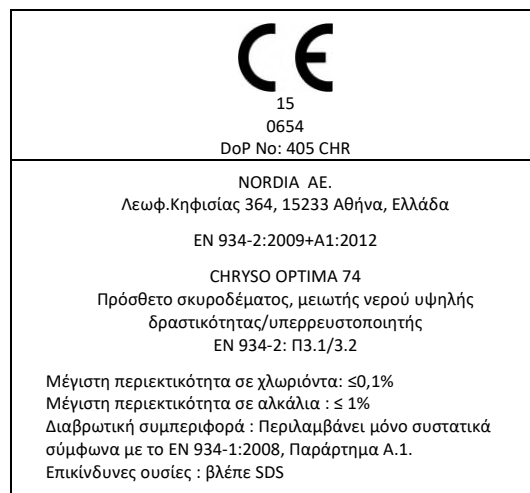 CE
15
0654
DoP No: 405 CHR
NORDIA AE.
Λεωφ.Κηφισίας 364, 15233 Αθήνα, Ελλάδα
EN 934-2:2009+A1:2012
CHRYSO OPTIMA 74
Πρόσθετο σκυροδέματος, μειωτής νερού υψηλής
δραστικότητας/υπερρευστοποιητής
EN 934-2: Π3.1/3.2
Μέγιστη περιεκτικότητα σε χλωριόντα: ≤0,1%
Μέγιστη περιεκτικότητα σε αλκάλια : ≤ 1%
Διαβρωτική συμπεριφορά : Περιλαμβάνει μόνο συστατικά
σύμφωνα με το EN 934-1:2008, Παράρτημα Α.1.
Επικίνδυνες ουσίες : βλέπε SDS